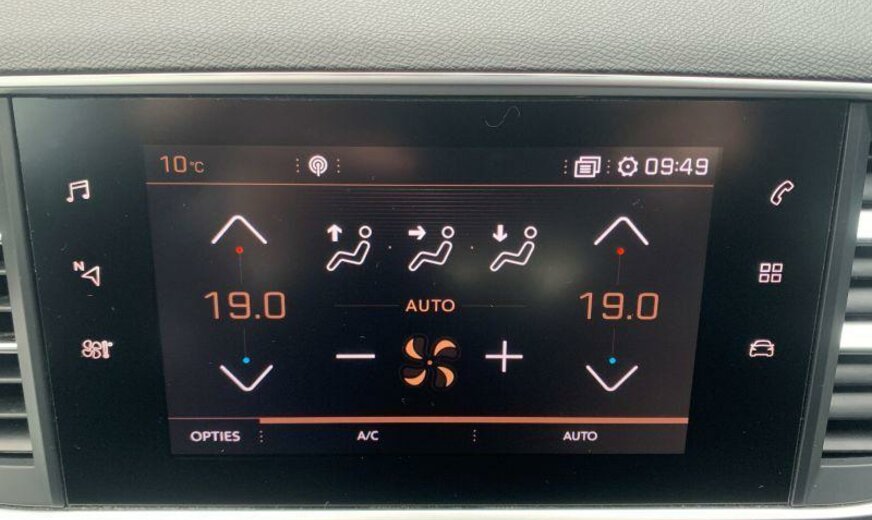 10°C 09:49
N
19.0 AUTO 19.0
OPTIES A/C AUTO